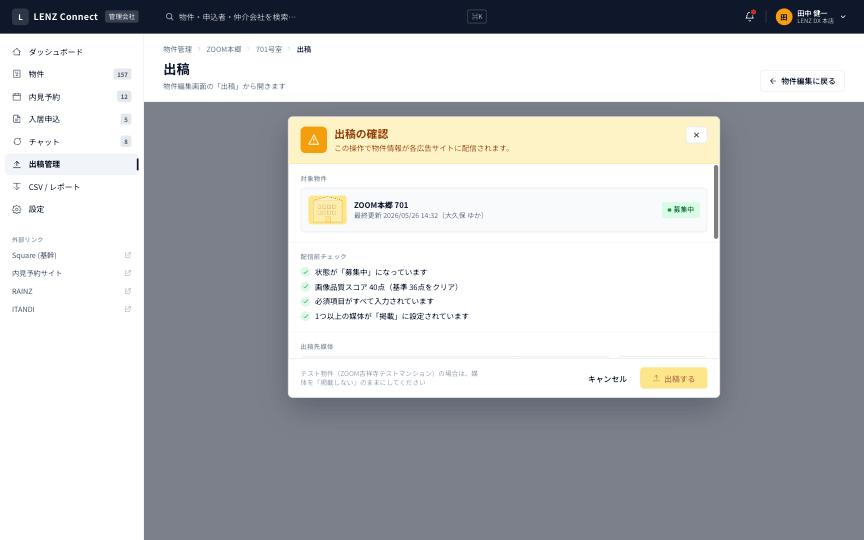 L LENZ Connect 管理会社
物件・申込者・仲介会社を検索…
⌘K
田 田中 健一
LENZ DX 本店
ダッシュボード
物件 157
内見予約 12
入居申込 5
チャット 8
出稿管理
CSV / レポート
設定
外部リンク
Square (基幹)
内見予約サイト
RAINZ
ITANDI
物件管理 › ZOOM本郷 › 701号室 › 出稿
出稿
物件編集画面の「出稿」から開きます
← 物件編集に戻る
出稿の確認
この操作で物件情報が各広告サイトに配信されます。
対象物件
ZOOM本郷 701
最終更新 2026/05/26 14:32（大久保 ゆか）
募集中
配信前チェック
状態が「募集中」になっています
画像品質スコア 40点（基準 36点をクリア）
必須項目がすべて入力されています
1つ以上の媒体が「掲載」に設定されています
出稿先媒体
テスト物件（ZOOM吉祥寺テストマンション）の場合は、媒
体を「掲載しない」のままにしてください
キャンセル
出稿する